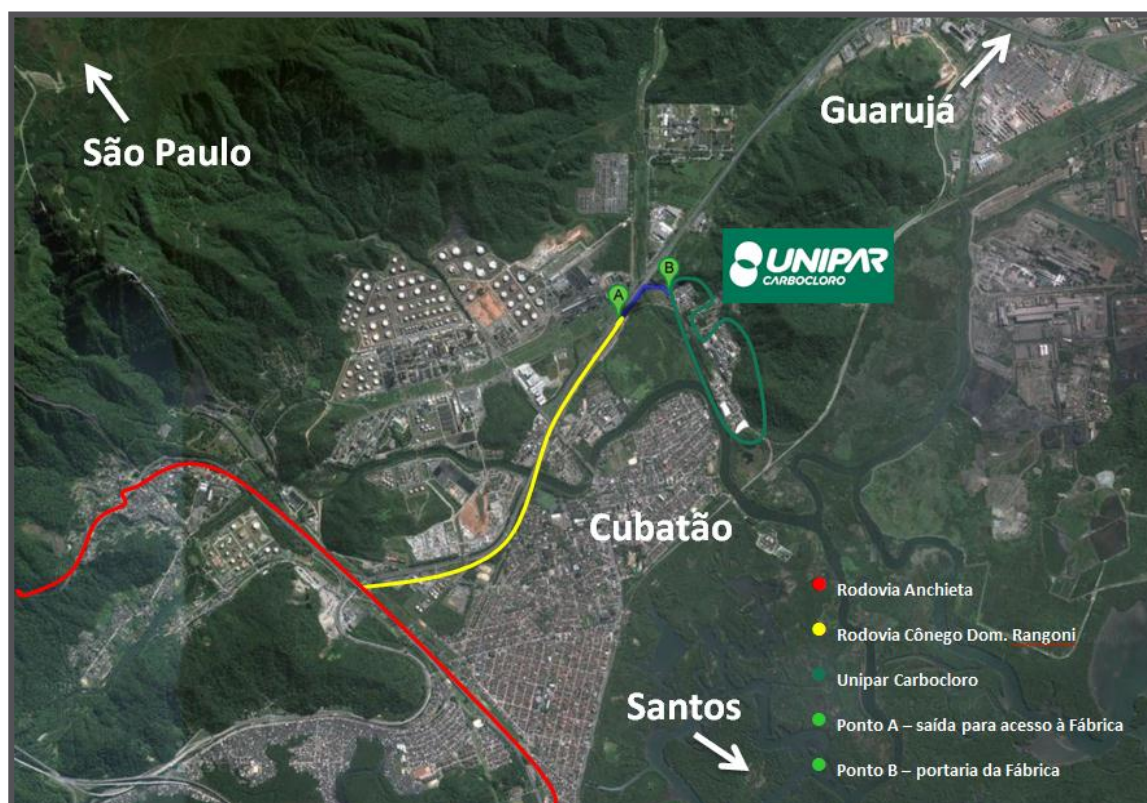 São Paulo
Guarujá
A
B
UNIPAR
CARBOCLORO
Cubatão
Santos
Rodovia Anchieta
Rodovia Cônego Dom. Rangoni
Unipar Carbocloro
Ponto A – saída para acesso à Fábrica
Ponto B – portaria da Fábrica